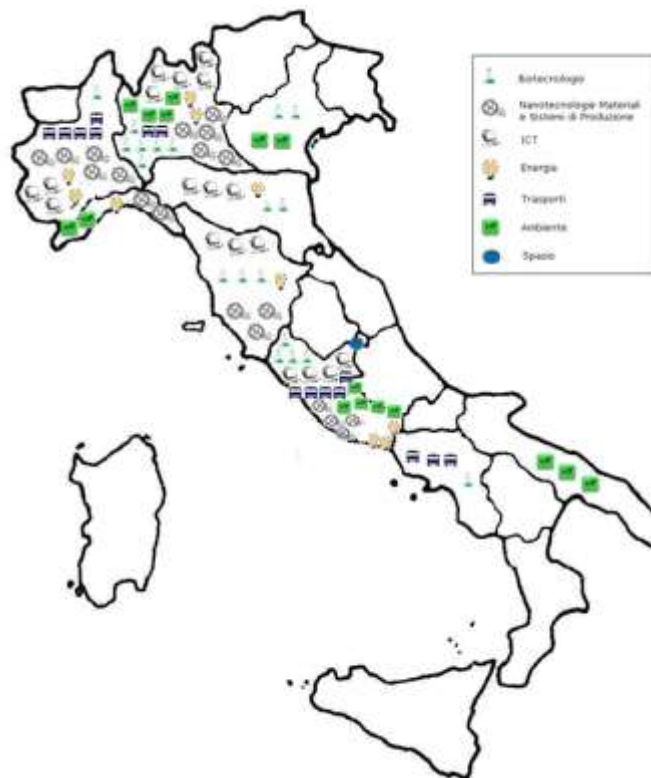 Biotecnologie
Nanotecnologie Materiali
e Sistemi di Produzione
ICT
Energia
Trasporti
Ambiente
Spazio